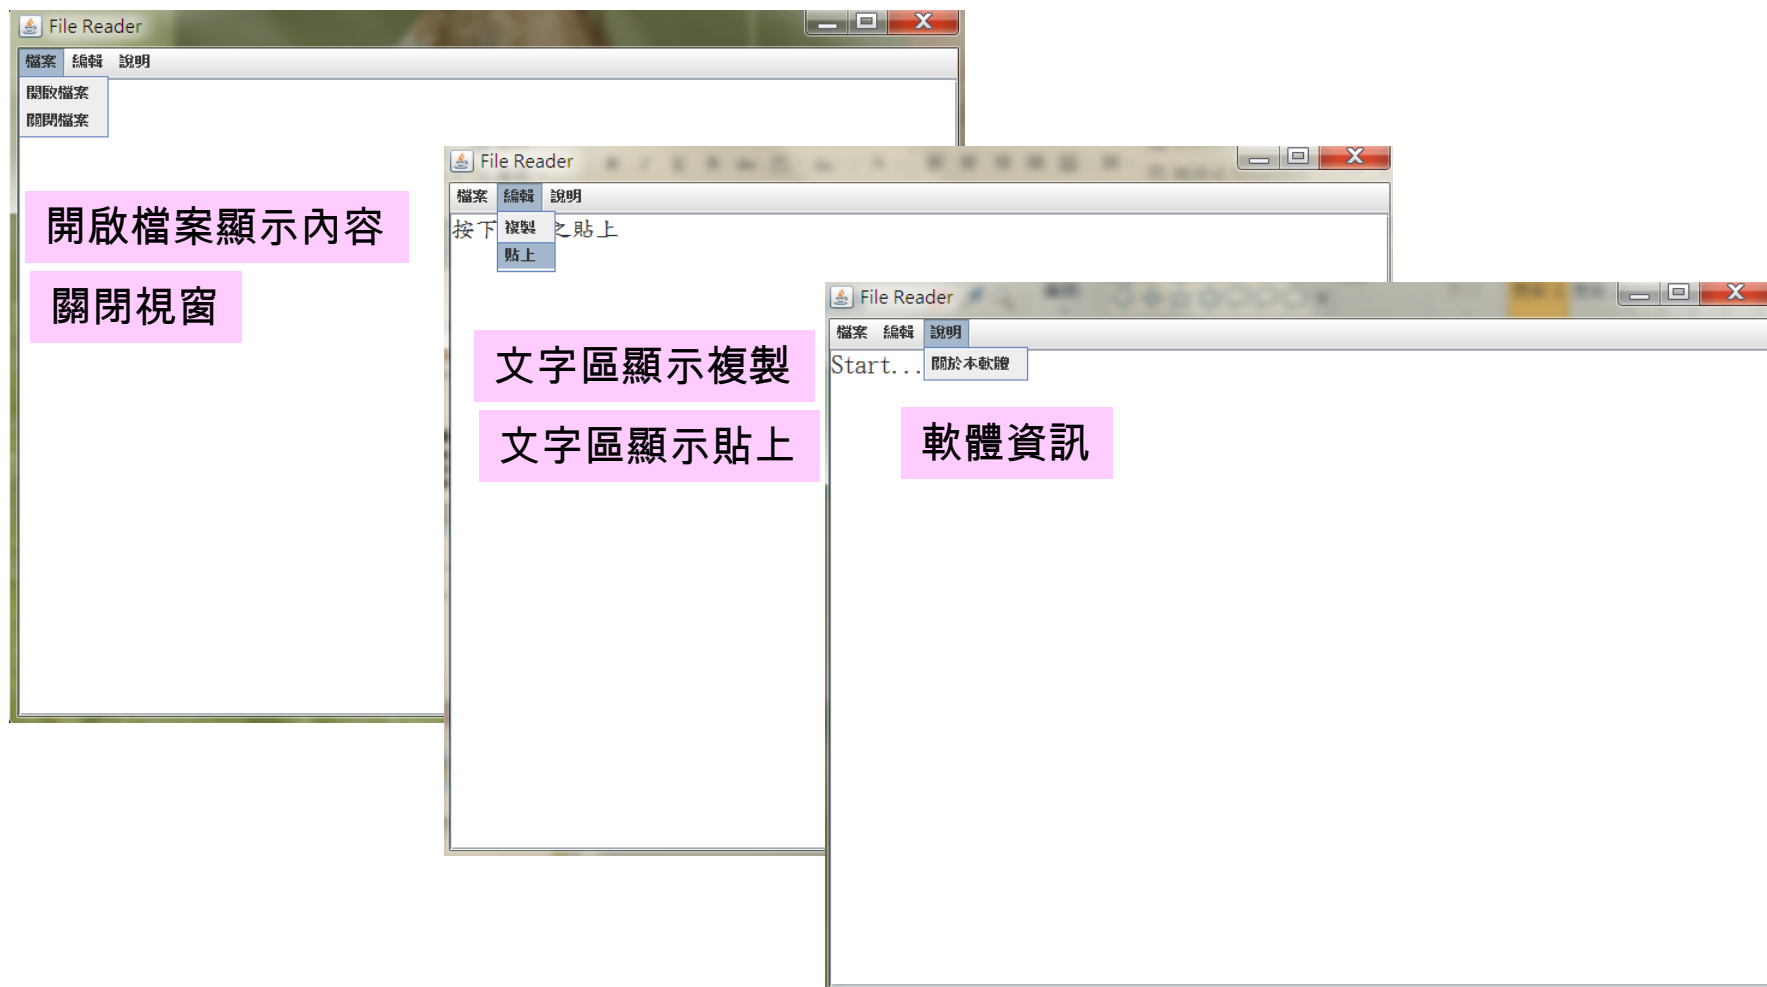 File Reader
檔案 編輯 說明
開啟檔案
關閉檔案
開啟檔案顯示內容
關閉視窗
File Reader
檔案 編輯 說明
按下 之貼上
複製
貼上
文字區顯示複製
文字區顯示貼上
File Reader
檔案 編輯 說明
Start...
關於本軟體
軟體資訊